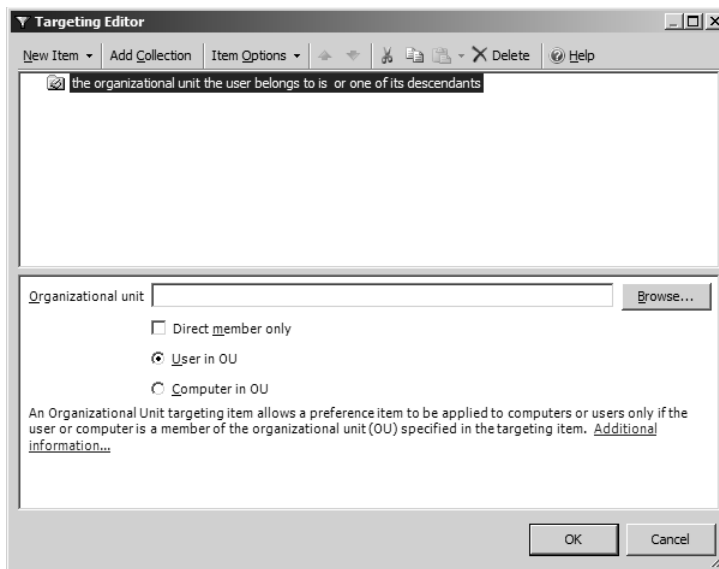 Targeting Editor
New Item Add Collection Item Options Delete Help
the organizational unit the user belongs to is or one of its descendants
Organizational unit Browse...
Direct member only
User in OU
Computer in OU
An Organizational Unit targeting item allows a preference item to be applied to computers or users only if the
user or computer is a member of the organizational unit (OU) specified in the targeting item. Additional
information...
OK Cancel